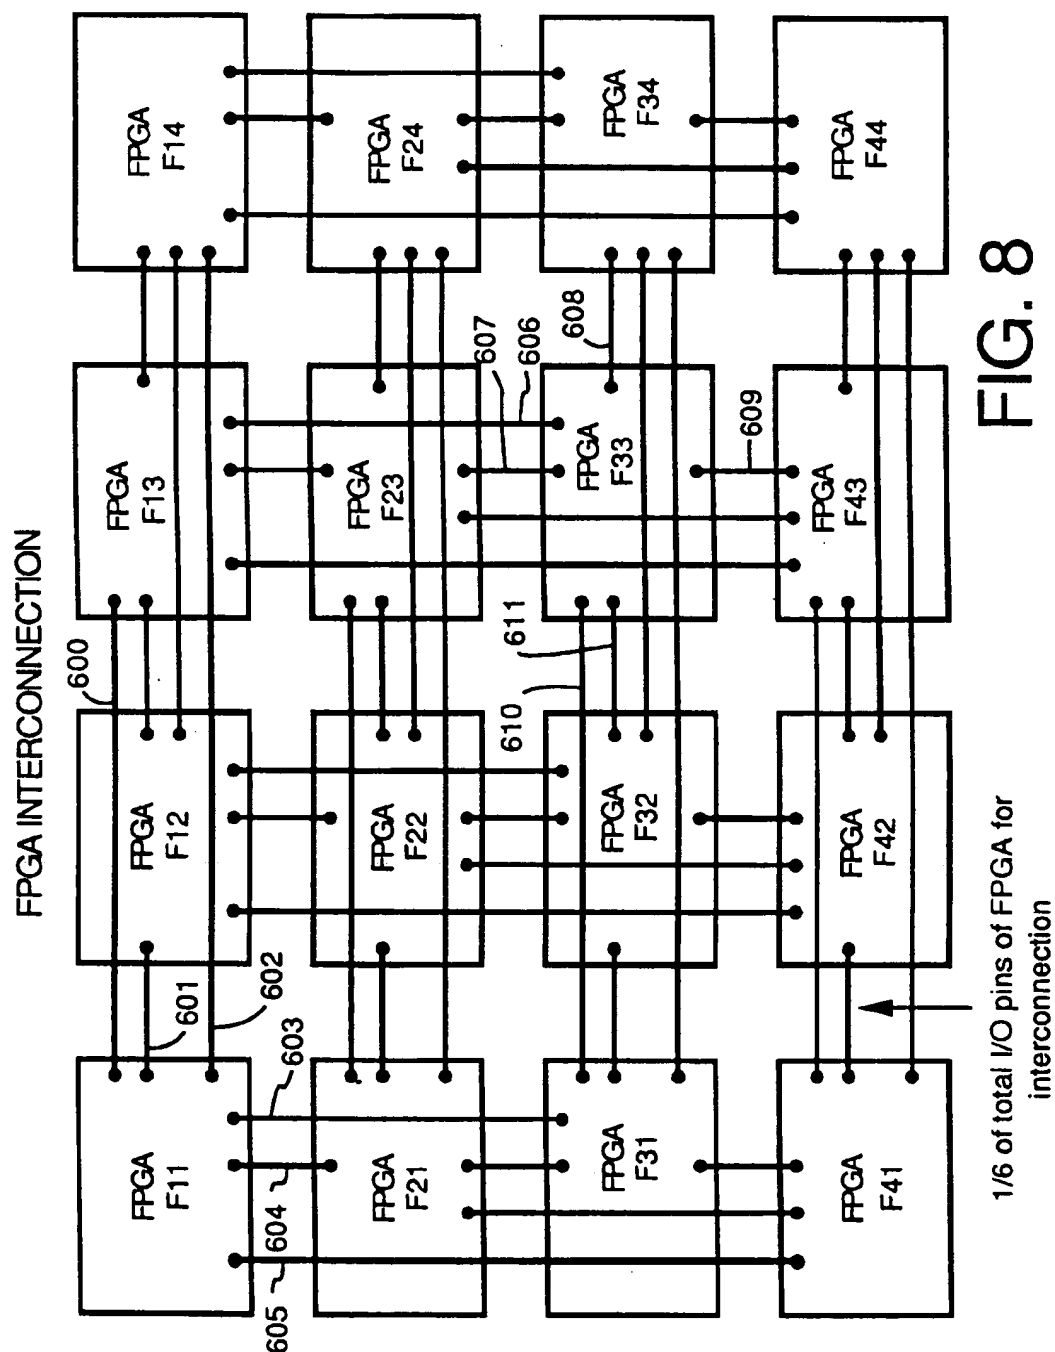 FPGA INTERCONNECTION
FPGA
F11
FPGA
F12
FPGA
F13
FPGA
F14
600
601
602
603
604
605
FPGA
F21
FPGA
F22
FPGA
F23
FPGA
F24
607
606
FPGA
F31
FPGA
F32
FPGA
F33
FPGA
F34
610
611
608
609
FPGA
F41
FPGA
F42
FPGA
F43
FPGA
F44
1/6 of total I/O pins of FPGA for
interconnection
FIG. 8